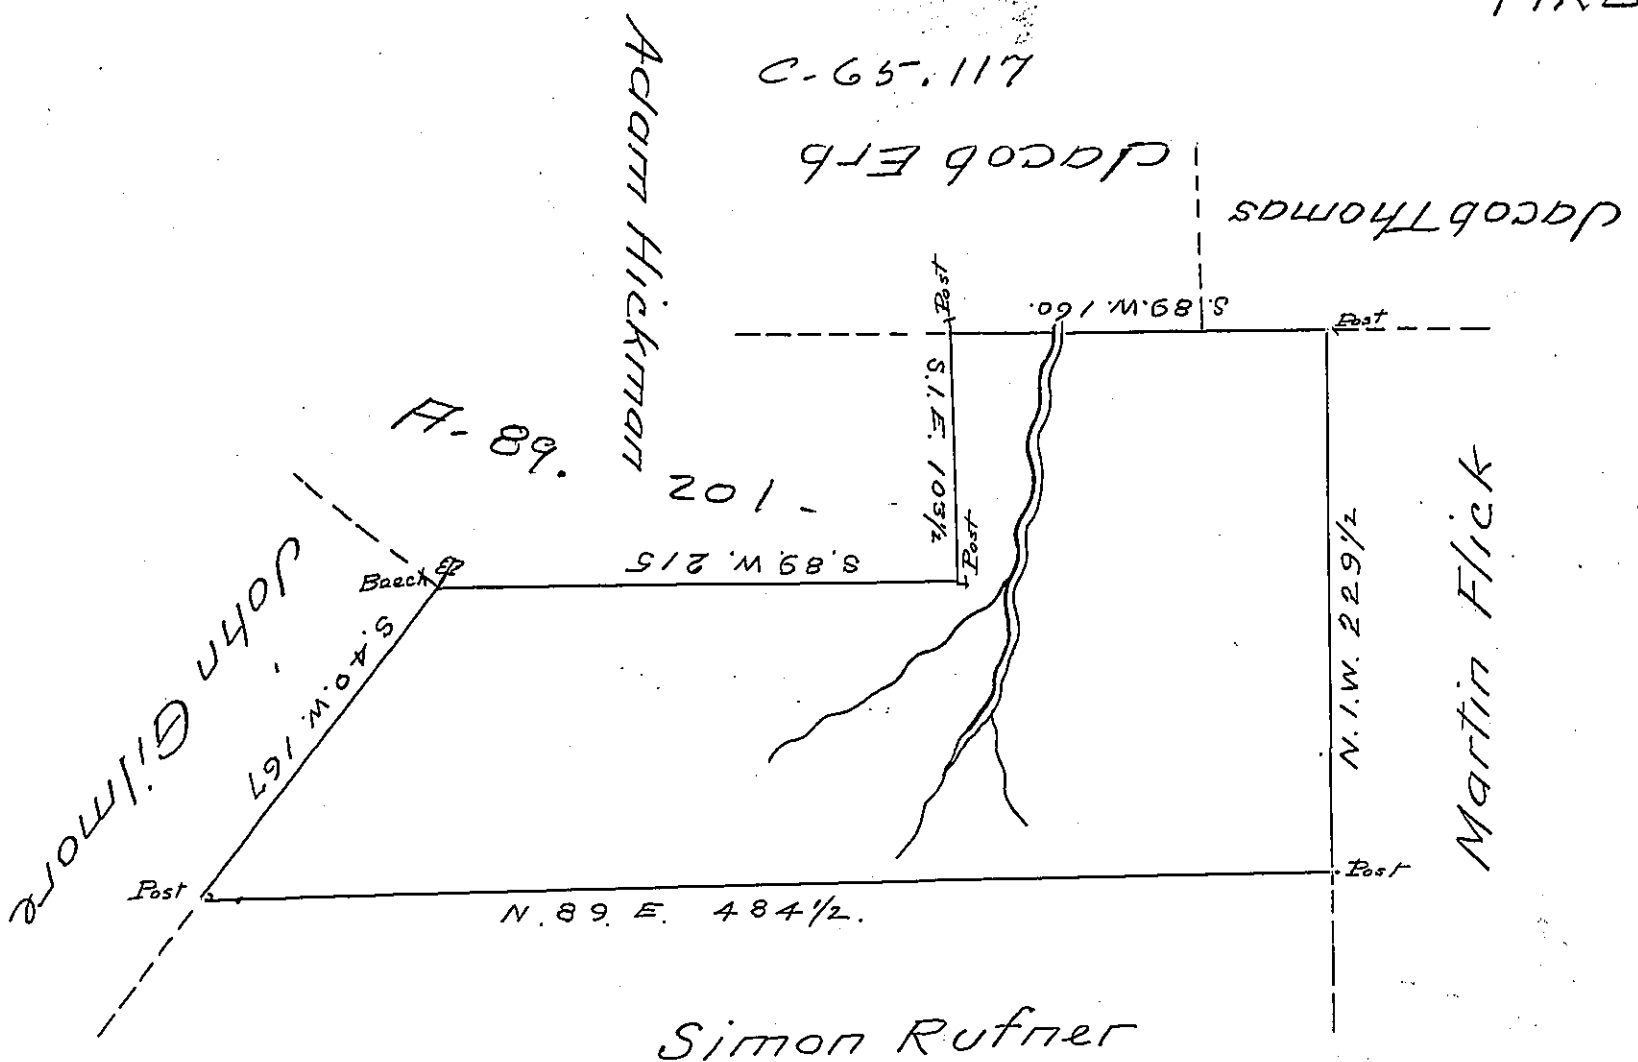 C-65-117
Jacob Erb
Jacob Thomas
Adam Hickman
A-89.
-102
S.89.W. 160.
Post
Post
S.1.E. 103½
Post
S.89.W. 215
Beech
S.40.W. 167
John Gilmore
Post
N.89.E. 484½.
Post
N.1.W. 229½
Martin Flick
Simon Rufner